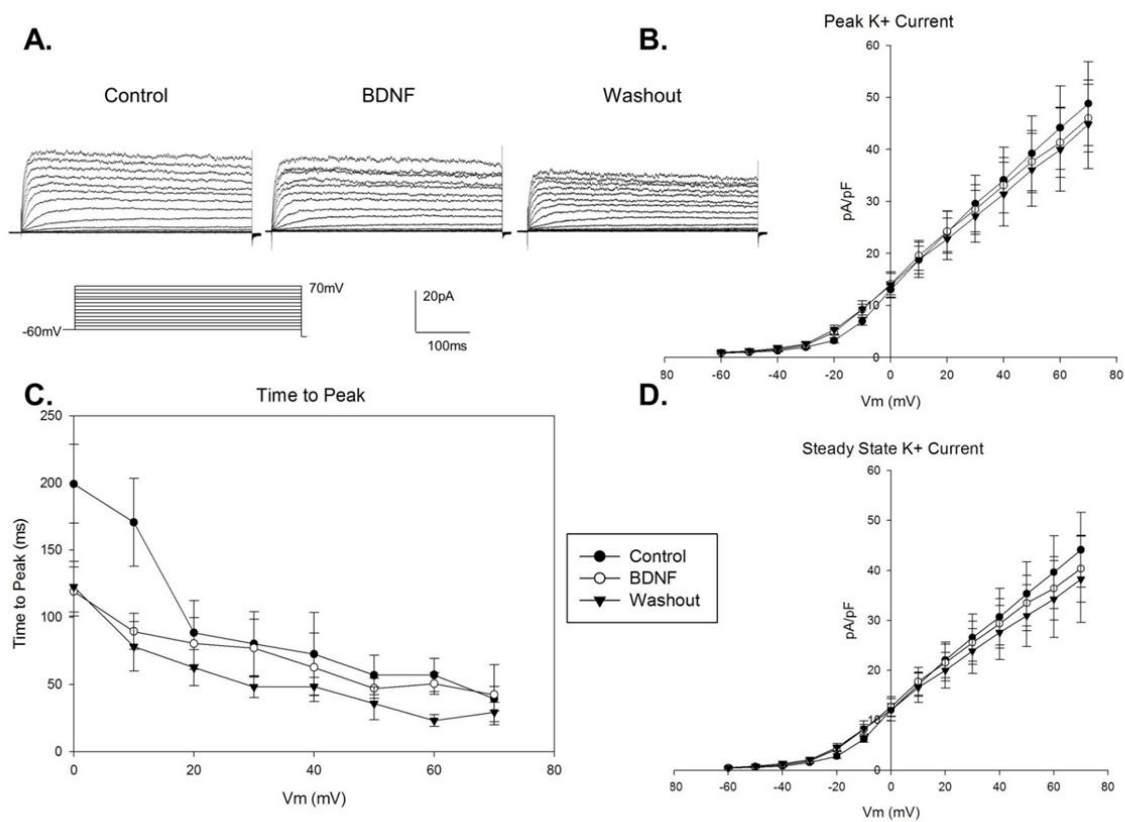 A.
Control
BDNF
Washout
-60mV
70mV
20pA
100ms
B.
Peak K+ Current
60
50
40
30
20
10
0
pA/pF
80
-60
-40
-20
0
20
40
60
80
Vm (mV)
C.
Time to Peak
250
200
150
100
50
0
Time to Peak (ms)
0
20
40
60
80
Vm (mV)
Control
BDNF
Washout
D.
Steady State K+ Current
60
50
40
30
20
10
0
pA/pF
80
-60
-40
-20
0
20
40
60
80
Vm (mV)